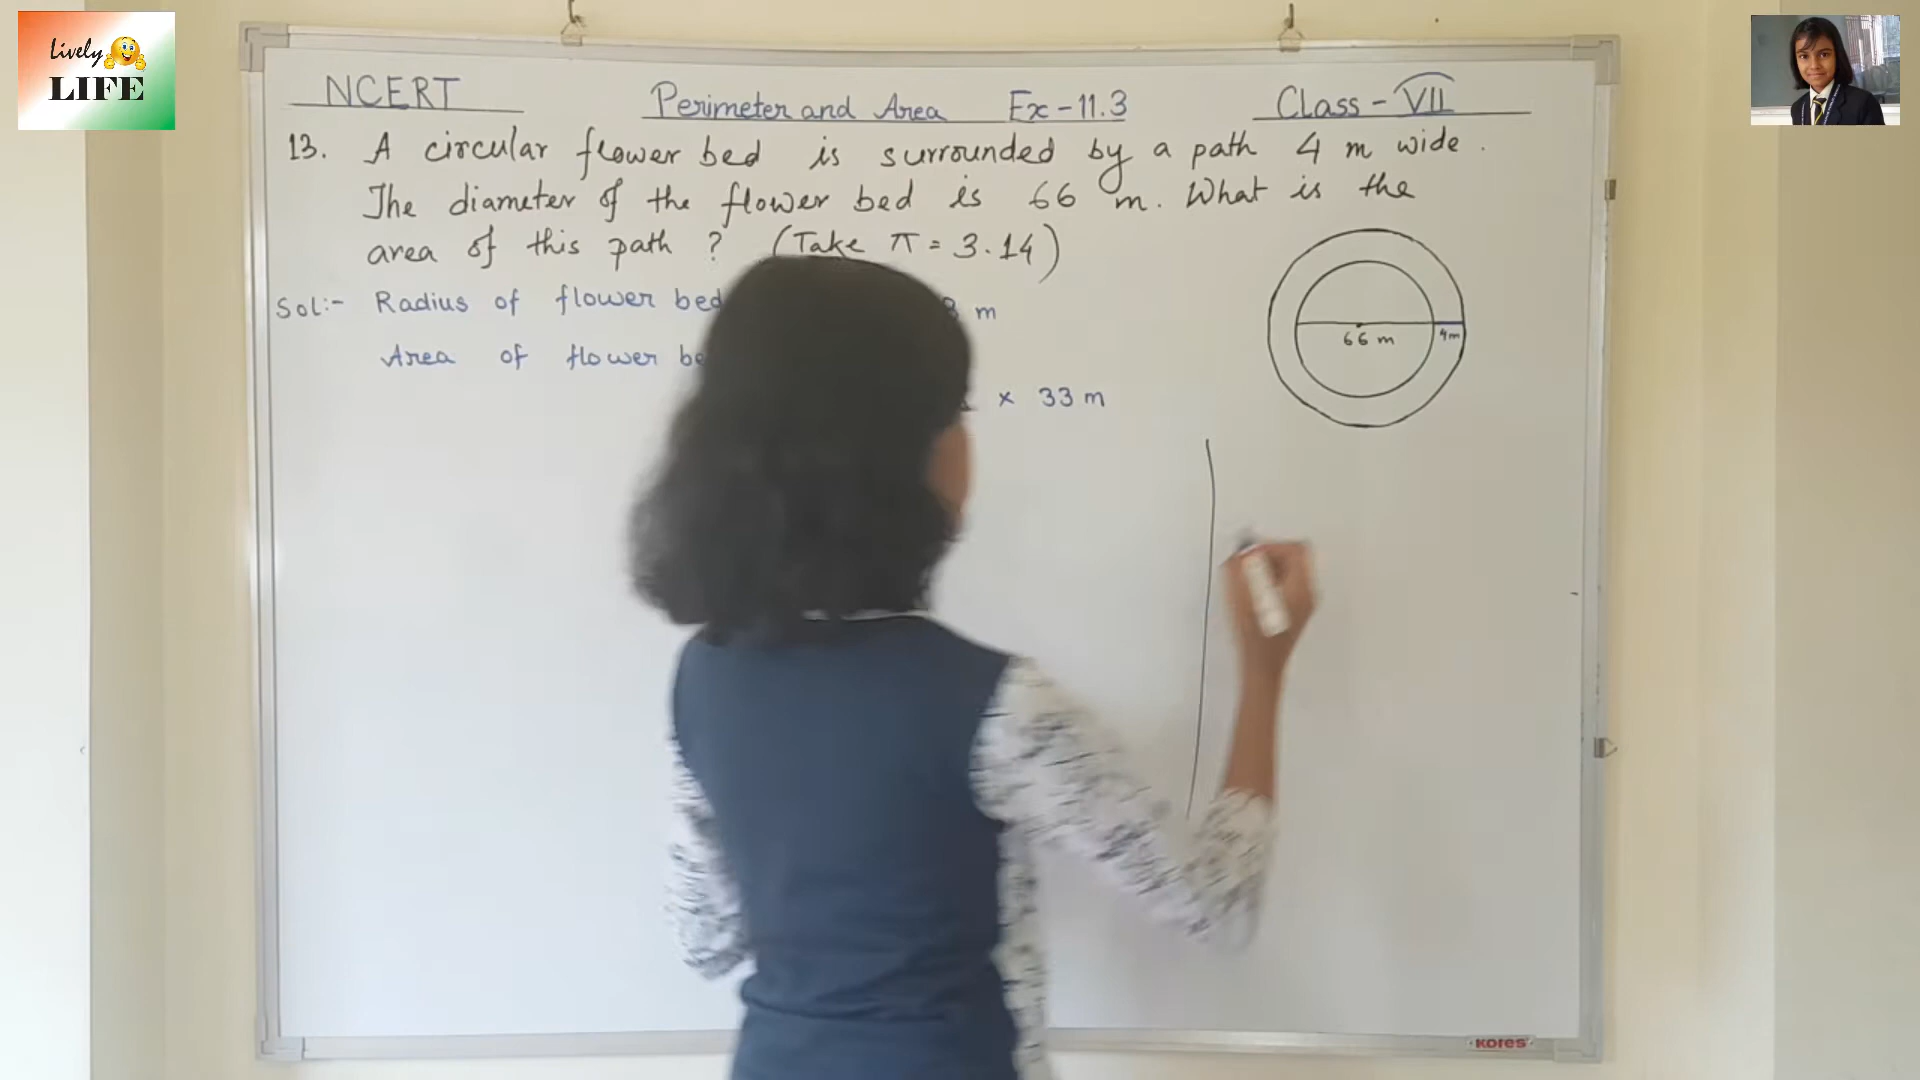 Lively
LIFE
NCERT Perimeter and Area Ex - 11.3 Class - VII
13. A circular flower bed is surrounded by a path 4 m wide.
The diameter of the flower bed is 66 m. What is the
area of this path ? (Take π = 3.14)
Sol:- Radius of flower bed m
Area of flower
x 33 m
66 m 4m
Kores